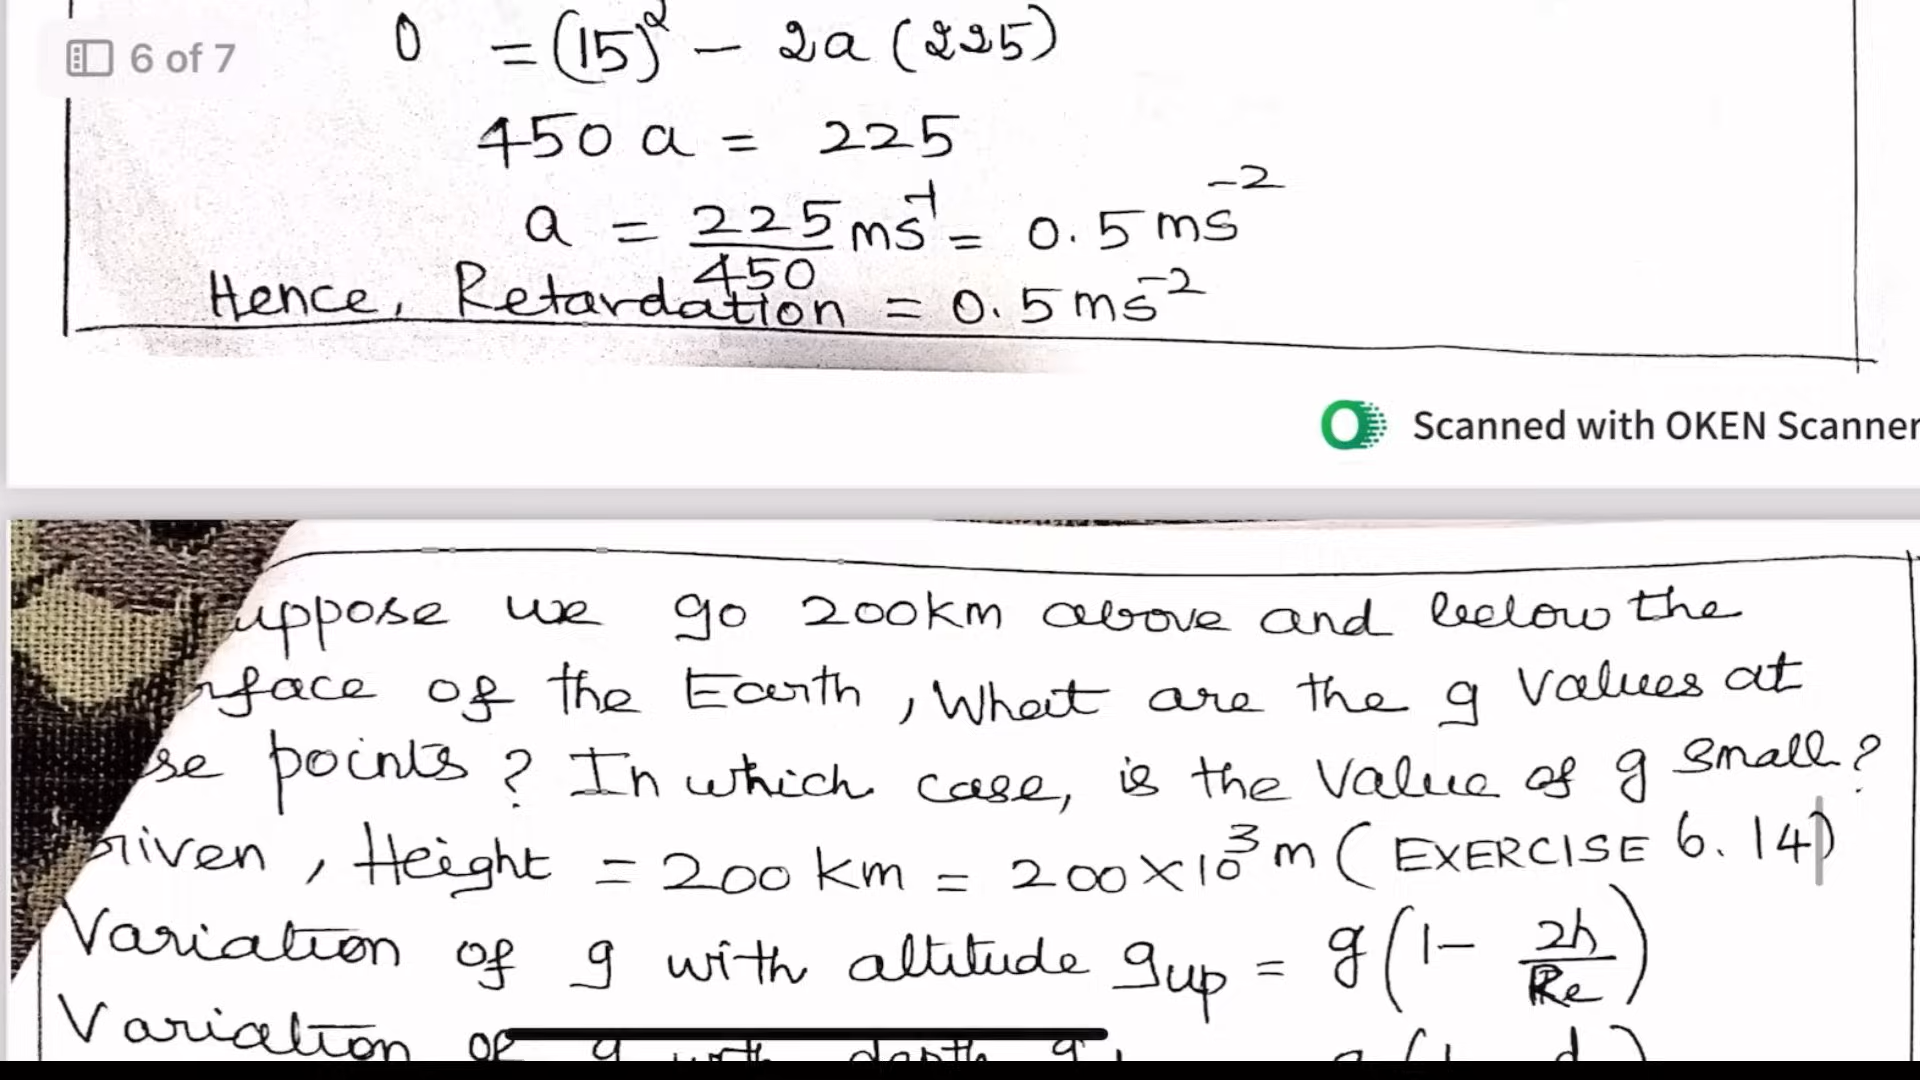 6 of 7
0 = (15)² - 2a (225)
450 a = 225
a = 225/450 ms⁻¹ = 0.5 ms⁻²
Hence, Retardation = 0.5 ms⁻²
Scanned with OKEN Scanner
uppose we go 200km above and below the
rface of the Earth, What are the g values at
se points? In which case, is the value of g small?
riven, Height = 200 km = 200×10³ m (EXERCISE 6.14)
Variation of g with altitude gup = g(1 - 2h/Re)
Variation of g with depth